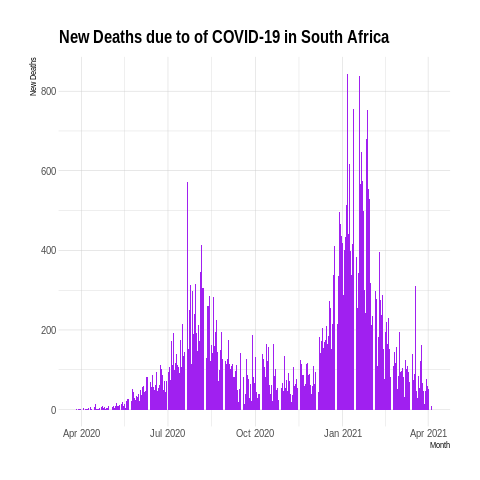 New Deaths due to of COVID-19 in South Africa
New Deaths
800
600
400
200
0
Apr 2020 Jul 2020 Oct 2020 Jan 2021 Apr 2021
Month